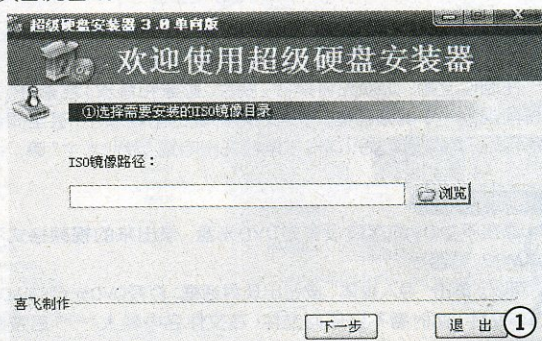 超级硬盘安装器 3.0 单向版
欢迎使用超级硬盘安装器
①选择需要安装的ISO镜像目录
ISO镜像路径：
浏览
喜飞制作
下一步
退 出
①